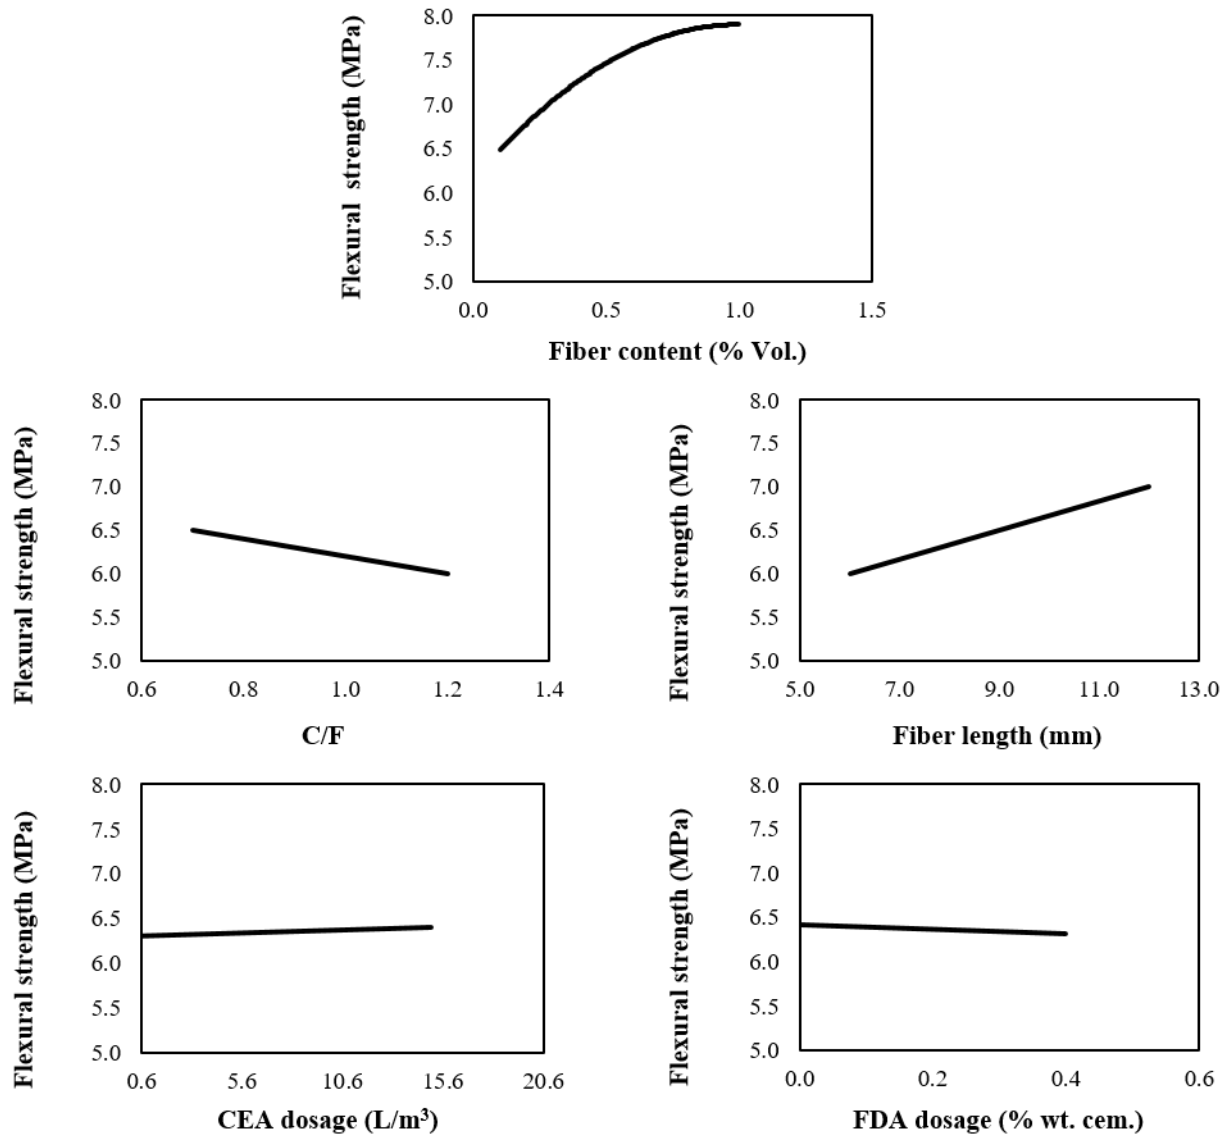 Flexural strength (MPa)
8.0
7.5
7.0
6.5
6.0
5.5
5.0
0.0 0.5 1.0 1.5
Fiber content (% Vol.)
Flexural strength (MPa)
8.0
7.5
7.0
6.5
6.0
5.5
5.0
0.6 0.8 1.0 1.2 1.4
C/F
Flexural strength (MPa)
8.0
7.5
7.0
6.5
6.0
5.5
5.0
5.0 7.0 9.0 11.0 13.0
Fiber length (mm)
Flexural strength (MPa)
8.0
7.5
7.0
6.5
6.0
5.5
5.0
0.6 5.6 10.6 15.6 20.6
CEA dosage (L/m³)
Flexural strength (MPa)
8.0
7.5
7.0
6.5
6.0
5.5
5.0
0.0 0.2 0.4 0.6
FDA dosage (% wt. cem.)